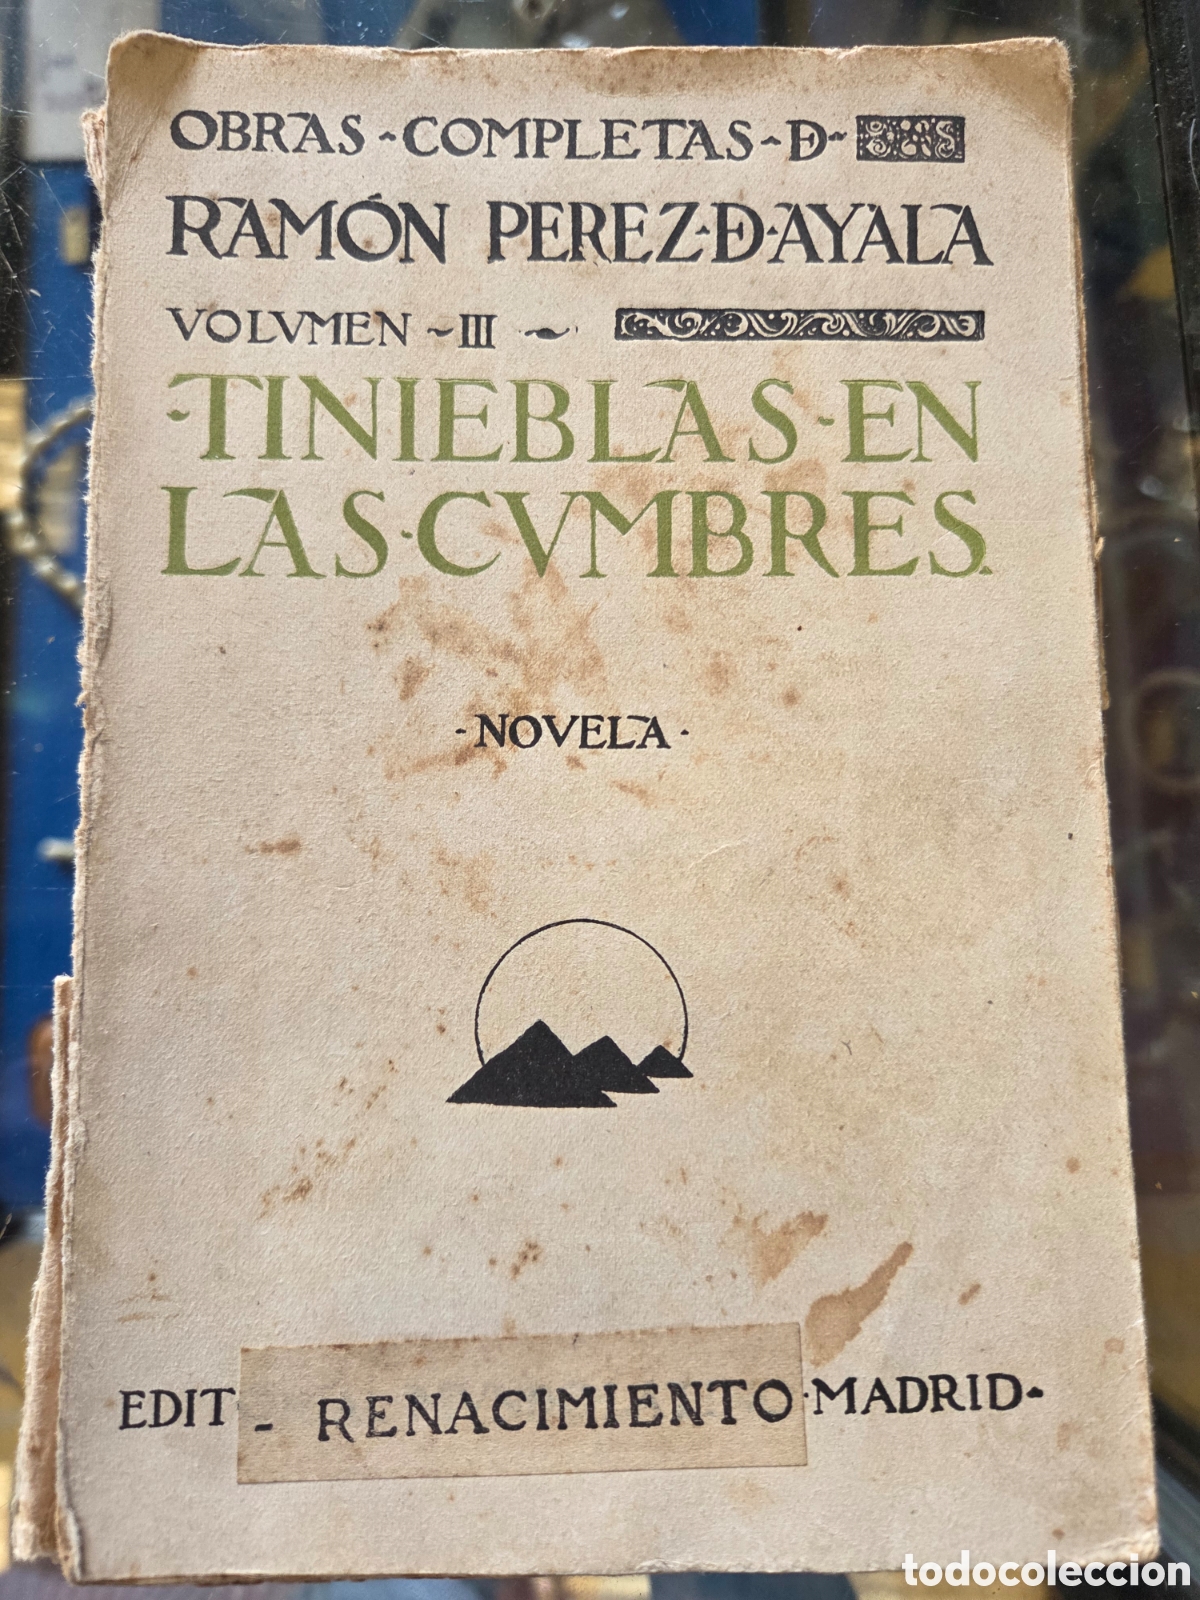 OBRAS - COMPLETAS - D -
RAMÓN PEREZ·D·AYALA
VOLVMEN - III -
·TINIEBLAS·EN
LAS·CVMBRES.
·NOVELA·
EDIT - RENACIMIENTO·MADRID-
todocoleccion